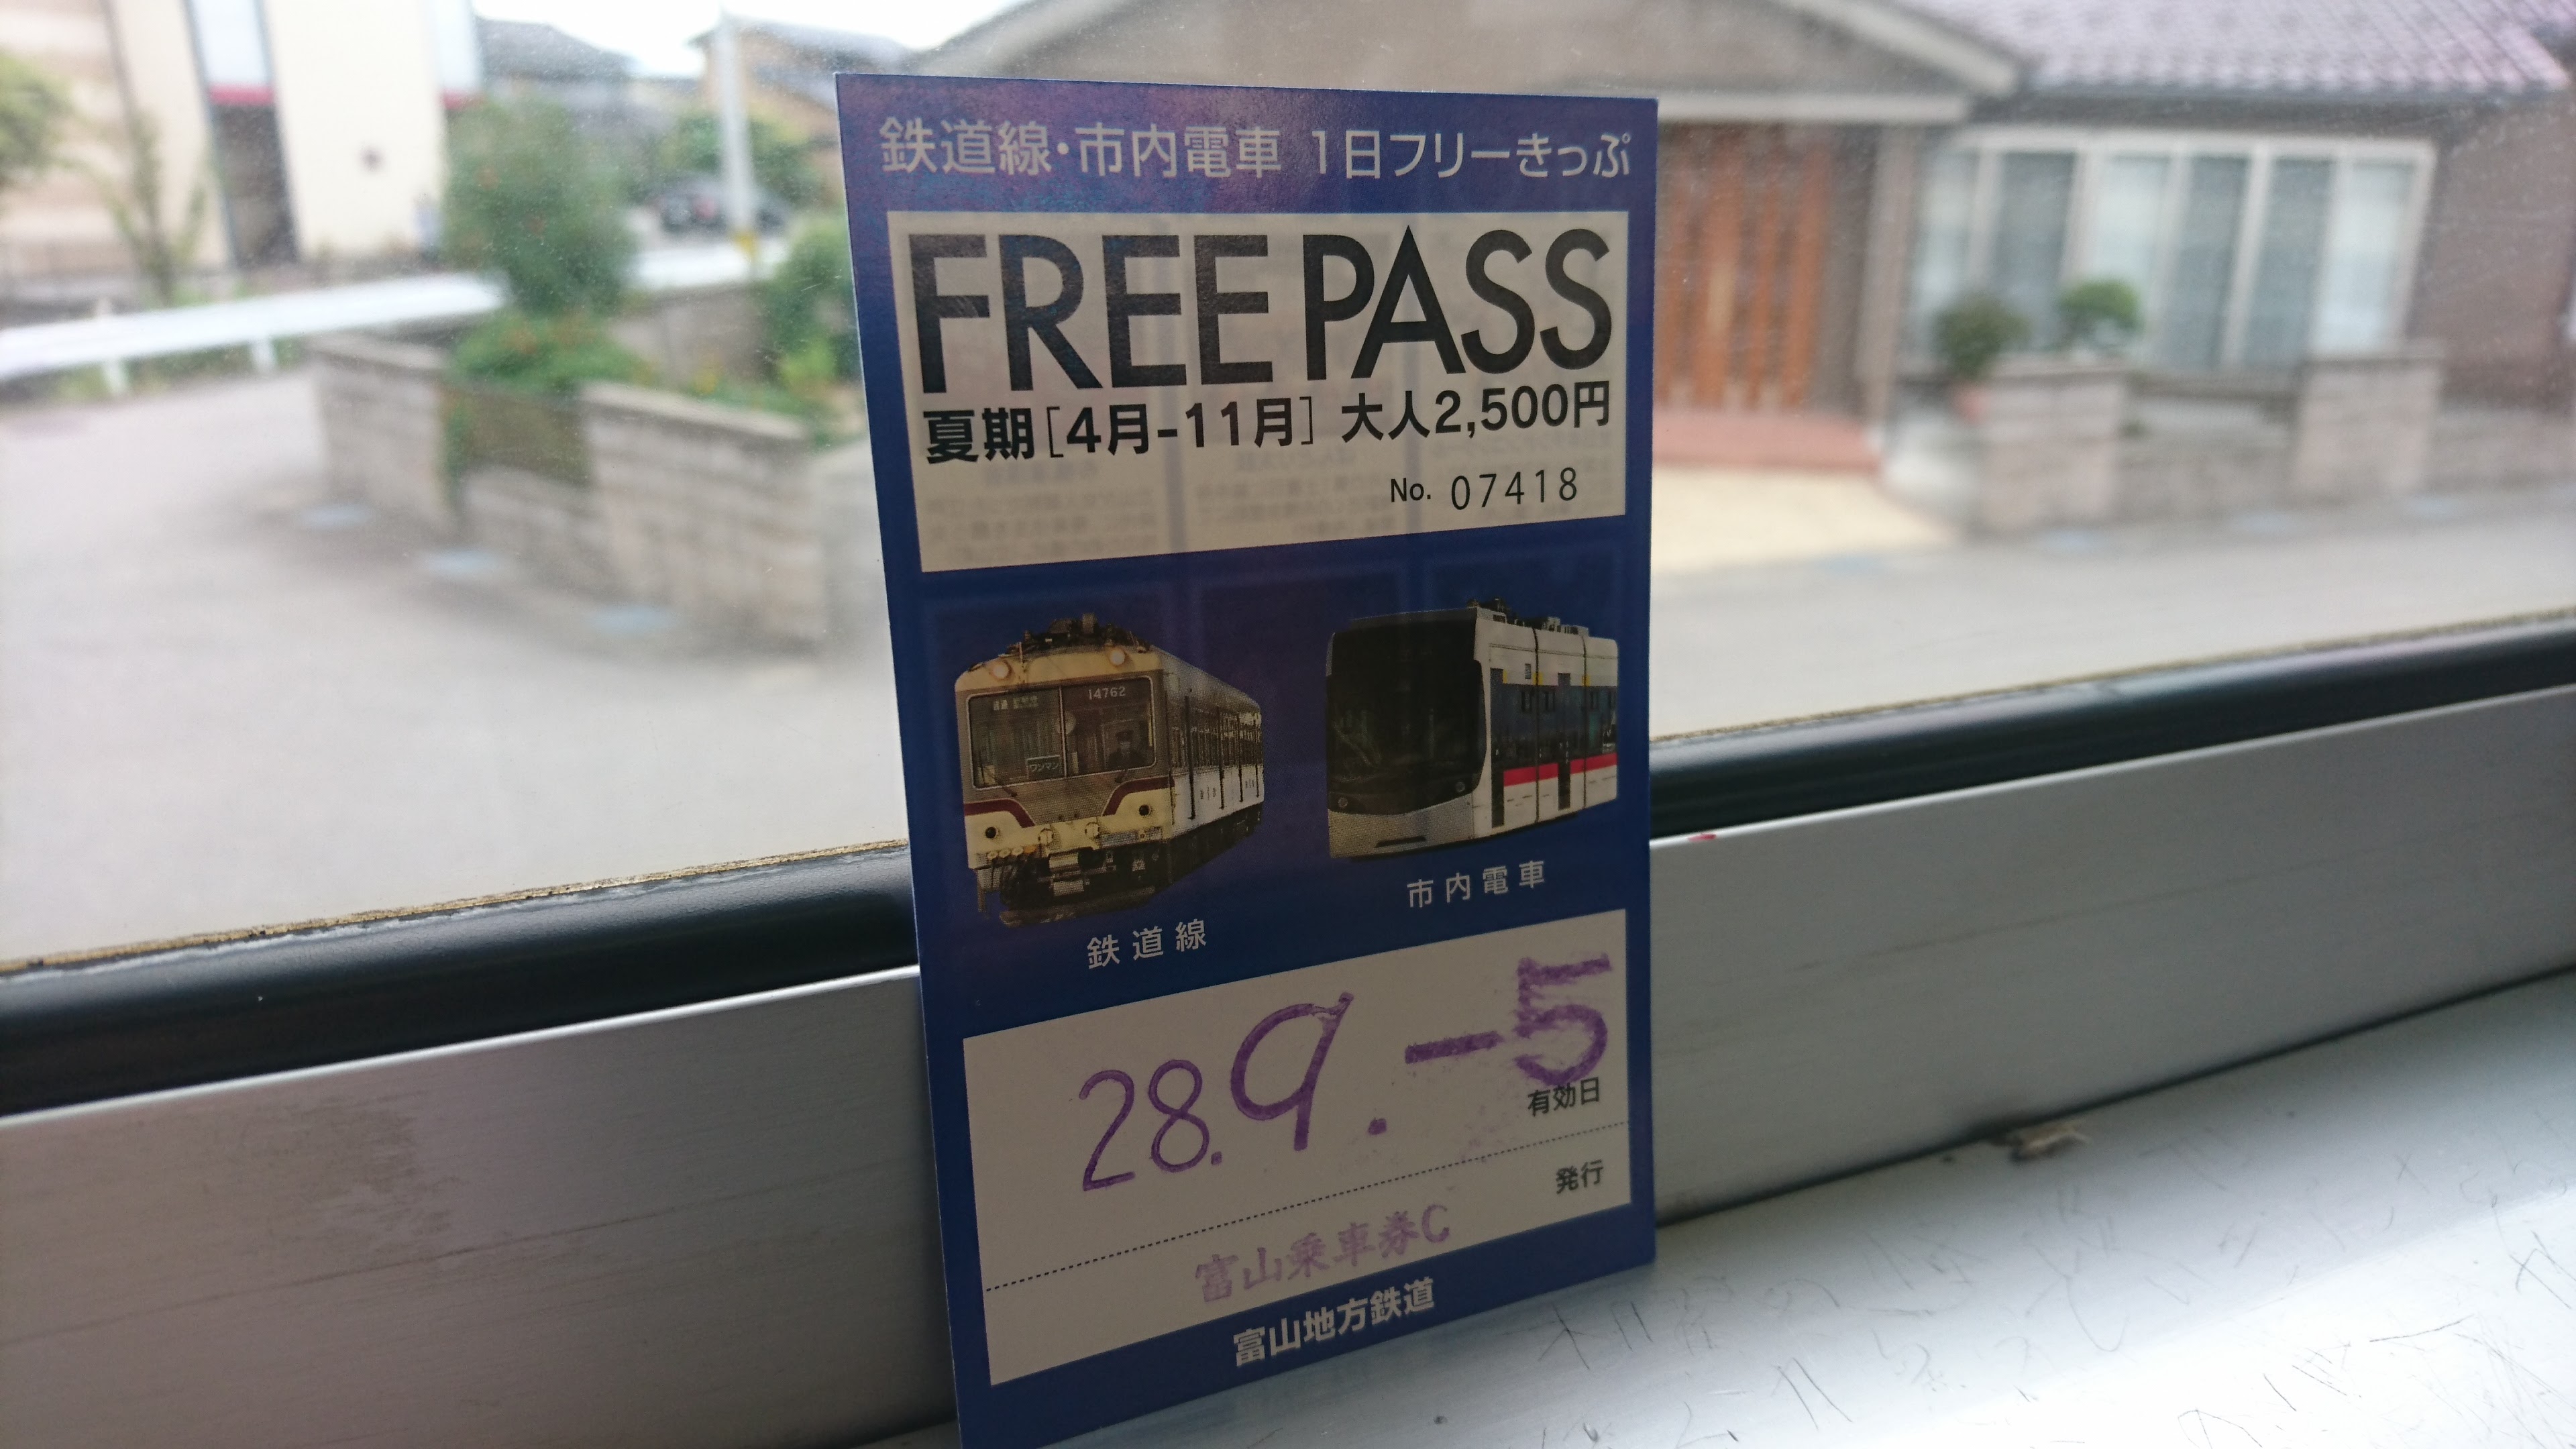 鉄道線・市内電車 1日フリーきっぷ
FREE PASS
夏期[4月-11月] 大人2,500円
No. 07418
14762
ワンマン
鉄道線
市内電車
28.9.-5
有効日
発行
富山乗車券C
富山地方鉄道